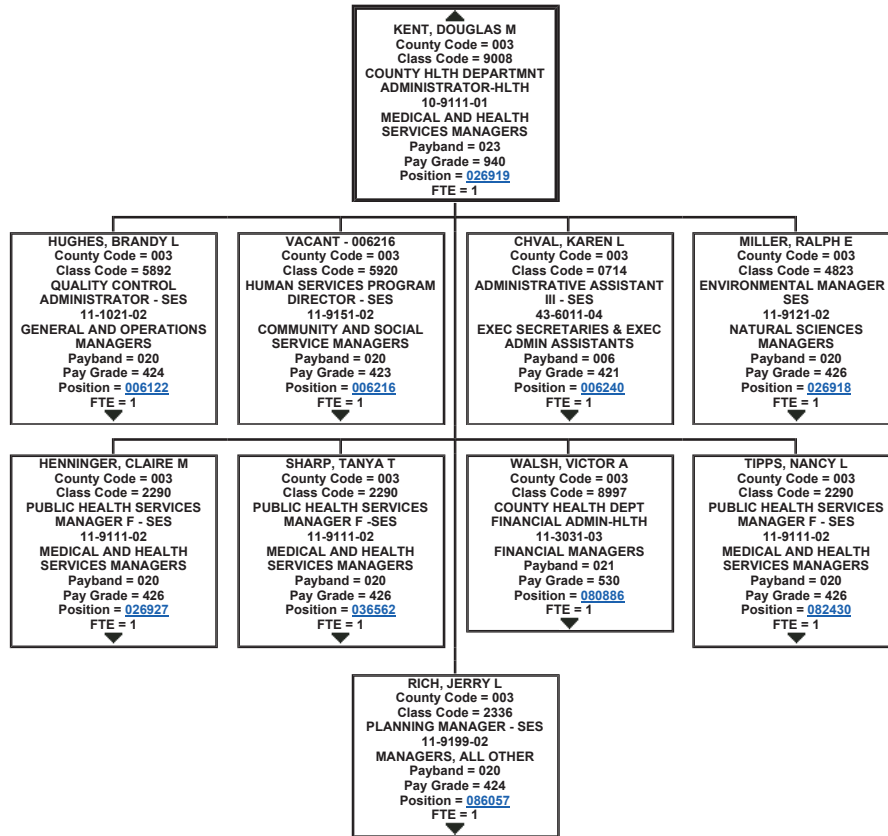 KENT, DOUGLAS M
County Code = 003
Class Code = 9008
COUNTY HLTH DEPARTMNT
ADMINISTRATOR-HLTH
10-9111-01
MEDICAL AND HEALTH
SERVICES MANAGERS
Payband = 023
Pay Grade = 940
Position = 026919
FTE = 1
HUGHES, BRANDY L
County Code = 003
Class Code = 5892
QUALITY CONTROL
ADMINISTRATOR - SES
11-1021-02
GENERAL AND OPERATIONS
MANAGERS
Payband = 020
Pay Grade = 424
Position = 006122
FTE = 1
VACANT - 006216
County Code = 003
Class Code = 5920
HUMAN SERVICES PROGRAM
DIRECTOR - SES
11-9151-02
COMMUNITY AND SOCIAL
SERVICE MANAGERS
Payband = 020
Pay Grade = 423
Position = 006216
FTE = 1
CHVAL, KAREN L
County Code = 003
Class Code = 0714
ADMINISTRATIVE ASSISTANT
III - SES
43-6011-04
EXEC SECRETARIES & EXEC
ADMIN ASSISTANTS
Payband = 006
Pay Grade = 421
Position = 006240
FTE = 1
MILLER, RALPH E
County Code = 003
Class Code = 4823
ENVIRONMENTAL MANAGER
SES
11-9121-02
NATURAL SCIENCES
MANAGERS
Payband = 020
Pay Grade = 426
Position = 026918
FTE = 1
HENNINGER, CLAIRE M
County Code = 003
Class Code = 2290
PUBLIC HEALTH SERVICES
MANAGER F - SES
11-9111-02
MEDICAL AND HEALTH
SERVICES MANAGERS
Payband = 020
Pay Grade = 426
Position = 026927
FTE = 1
SHARP, TANYA T
County Code = 003
Class Code = 2290
PUBLIC HEALTH SERVICES
MANAGER F -SES
11-9111-02
MEDICAL AND HEALTH
SERVICES MANAGERS
Payband = 020
Pay Grade = 426
Position = 036562
FTE = 1
WALSH, VICTOR A
County Code = 003
Class Code = 8997
COUNTY HEALTH DEPT
FINANCIAL ADMIN-HLTH
11-3031-03
FINANCIAL MANAGERS
Payband = 021
Pay Grade = 530
Position = 080886
FTE = 1
TIPPS, NANCY L
County Code = 003
Class Code = 2290
PUBLIC HEALTH SERVICES
MANAGER F - SES
11-9111-02
MEDICAL AND HEALTH
SERVICES MANAGERS
Payband = 020
Pay Grade = 426
Position = 082430
FTE = 1
RICH, JERRY L
County Code = 003
Class Code = 2336
PLANNING MANAGER - SES
11-9199-02
MANAGERS, ALL OTHER
Payband = 020
Pay Grade = 424
Position = 086057
FTE = 1